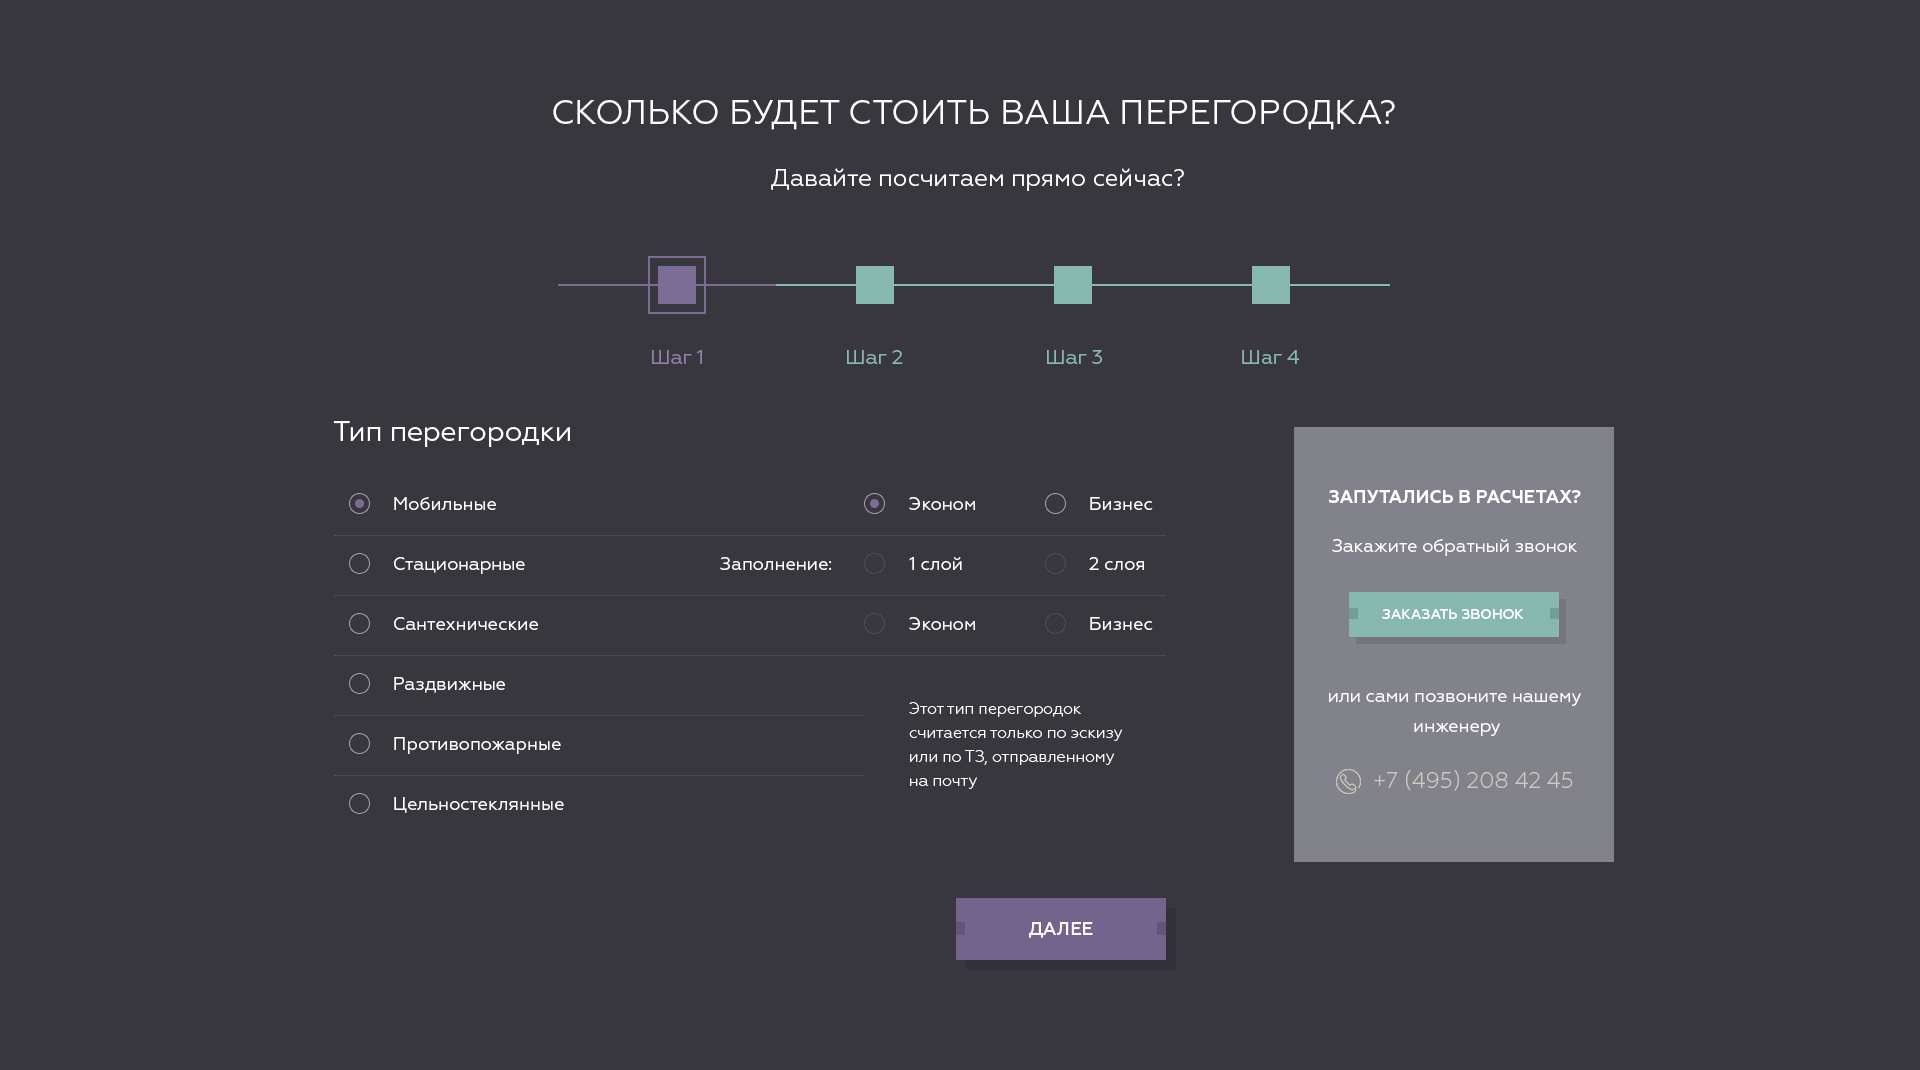 СКОЛЬКО БУДЕТ СТОИТЬ ВАША ПЕРЕГОРОДКА?
Давайте посчитаем прямо сейчас?
Шаг 1
Шаг 2
Шаг 3
Шаг 4
Тип перегородки
Мобильные
Эконом
Бизнес
Стационарные
Заполнение:
1 слой
2 слоя
Сантехнические
Эконом
Бизнес
Раздвижные
Противопожарные
Цельностеклянные
Этот тип перегородок
считается только по эскизу
или по ТЗ, отправленному
на почту
ДАЛЕЕ
ЗАПУТАЛИСЬ В РАСЧЕТАХ?
Закажите обратный звонок
ЗАКАЗАТЬ ЗВОНОК
или сами позвоните нашему
инженеру
+7 (495) 208 42 45